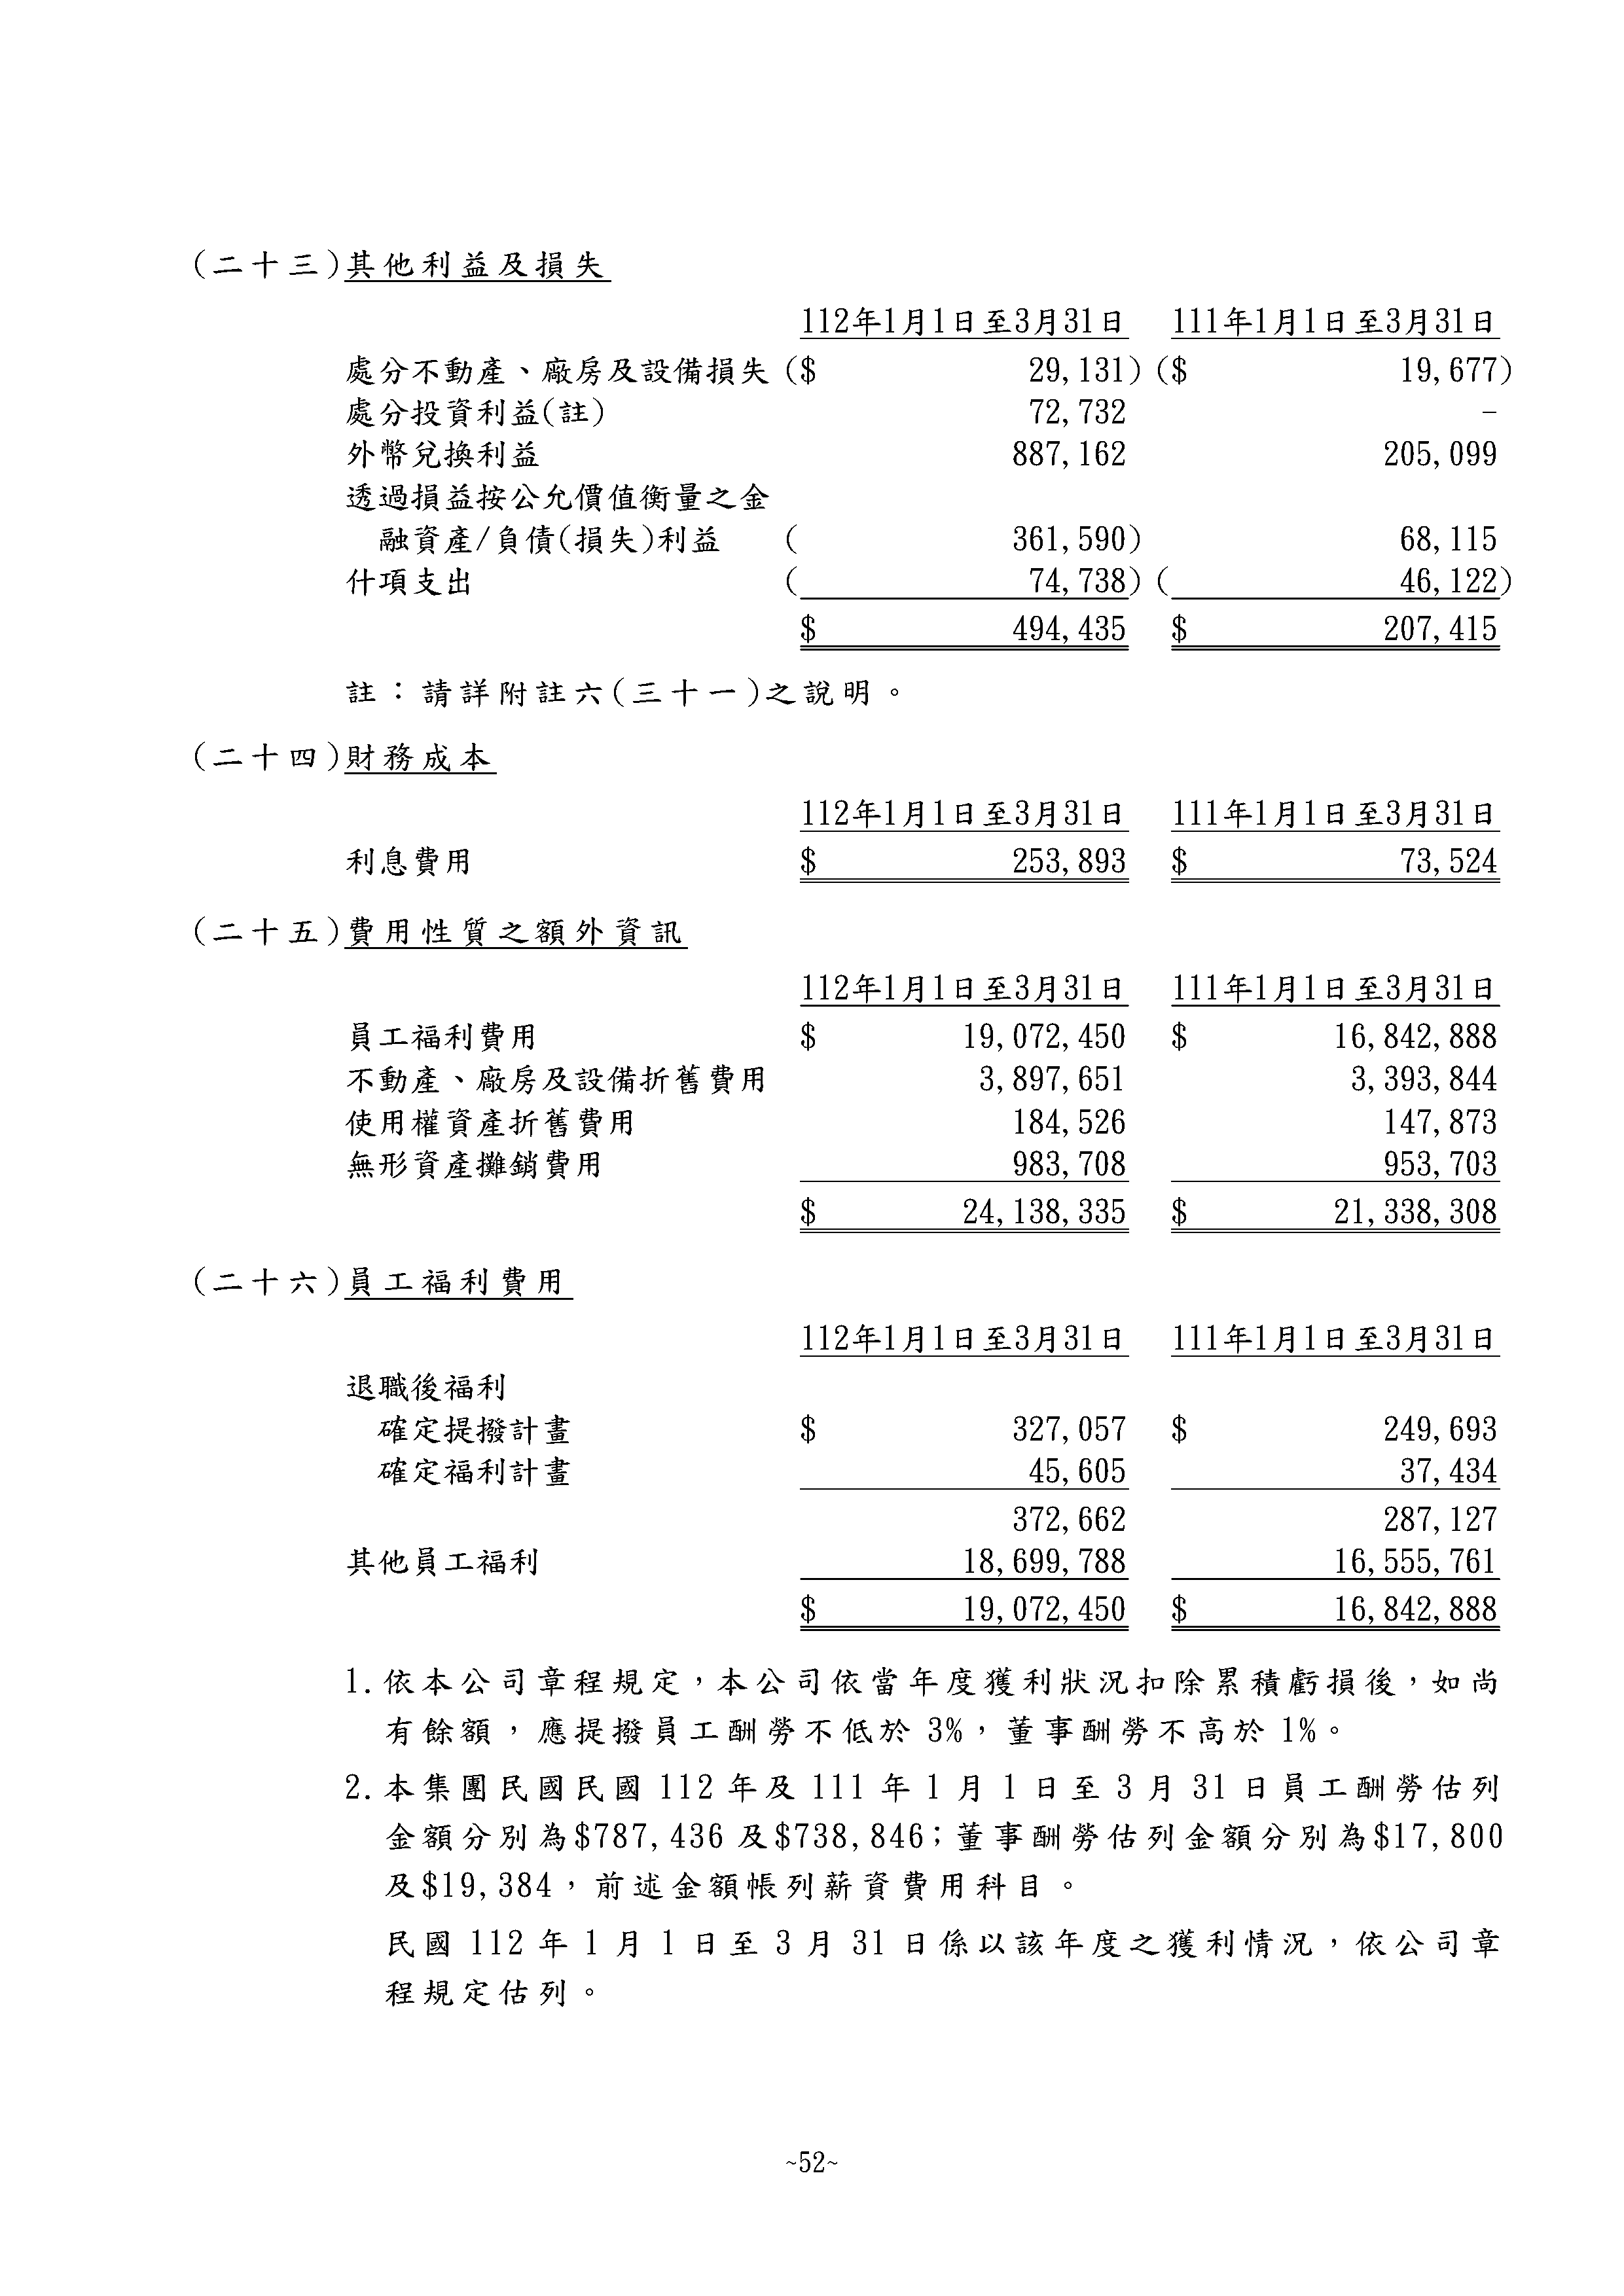 (二十三)其他利益及損失
112年1月1日至3月31日 111年1月1日至3月31日
處分不動產、廠房及設備損失 ($ 29,131) ($ 19,677)
處分投資利益(註) 72,732 -
外幣兌換利益 887,162 205,099
透過損益按公允價值衡量之金
融資產/負債(損失)利益 ( 361,590) 68,115
什項支出 ( 74,738) ( 46,122)
$ 494,435 $ 207,415
註：請詳附註六(三十一)之說明。
(二十四)財務成本
112年1月1日至3月31日 111年1月1日至3月31日
利息費用 $ 253,893 $ 73,524
(二十五)費用性質之額外資訊
112年1月1日至3月31日 111年1月1日至3月31日
員工福利費用 $ 19,072,450 $ 16,842,888
不動產、廠房及設備折舊費用 3,897,651 3,393,844
使用權資產折舊費用 184,526 147,873
無形資產攤銷費用 983,708 953,703
$ 24,138,335 $ 21,338,308
(二十六)員工福利費用
112年1月1日至3月31日 111年1月1日至3月31日
退職後福利
確定提撥計畫 $ 327,057 $ 249,693
確定福利計畫 45,605 37,434
372,662 287,127
其他員工福利 18,699,788 16,555,761
$ 19,072,450 $ 16,842,888
1.依本公司章程規定，本公司依當年度獲利狀況扣除累積虧損後，如尚
有餘額，應提撥員工酬勞不低於 3%，董事酬勞不高於 1%。
2.本集團民國民國 112 年及 111 年 1 月 1 日至 3 月 31 日員工酬勞估列
金額分別為$787,436 及$738,846；董事酬勞估列金額分別為$17,800
及$19,384，前述金額帳列薪資費用科目。
民國 112 年 1 月 1 日至 3 月 31 日係以該年度之獲利情況，依公司章
程規定估列。
~52~